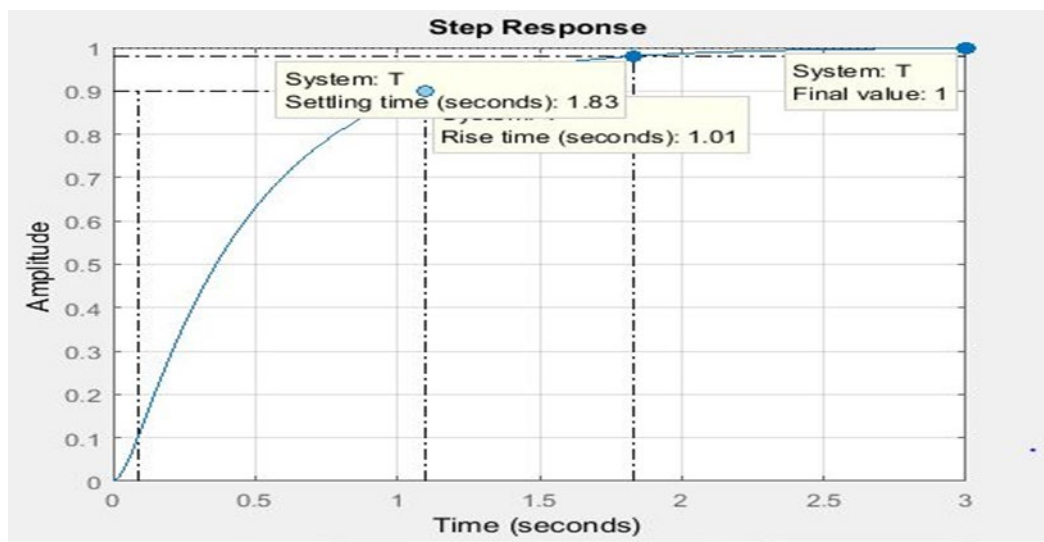 Step Response
Amplitude
1
0.9
0.8
0.7
0.6
0.5
0.4
0.3
0.2
0.1
0
System: T
Settling time (seconds): 1.83
Rise time (seconds): 1.01
System: T
Final value: 1
0
0.5
1
1.5
2
2.5
3
Time (seconds)